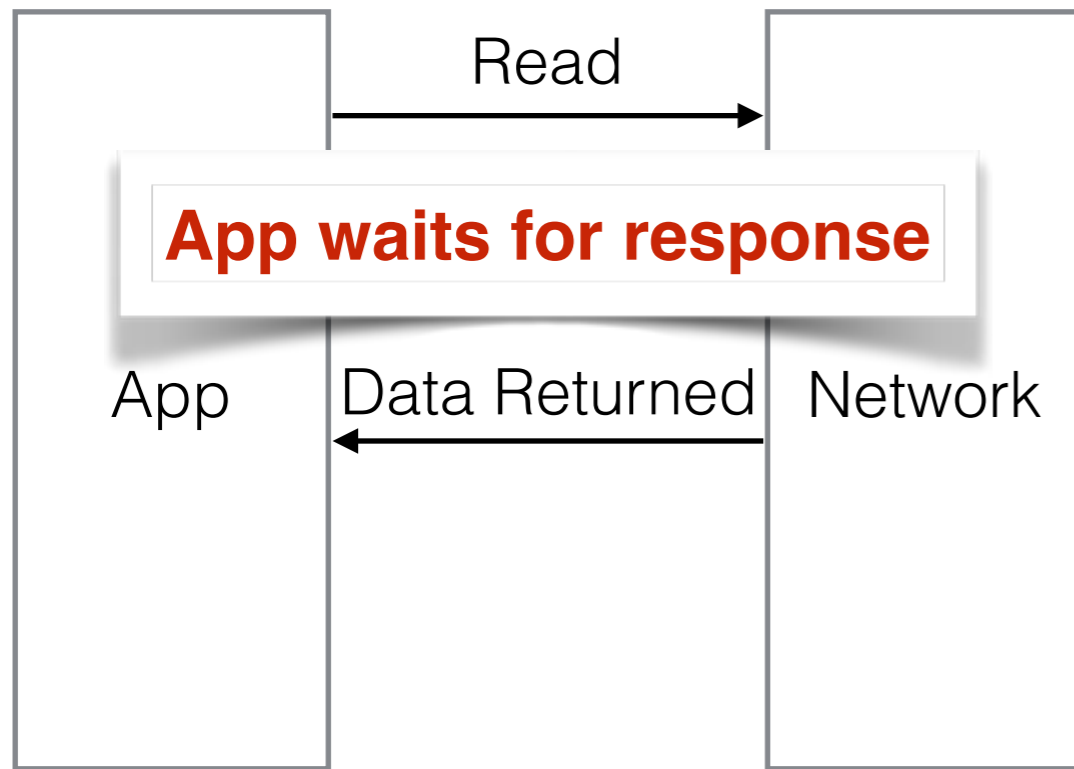 Read
App waits for response
App
Data Returned
Network